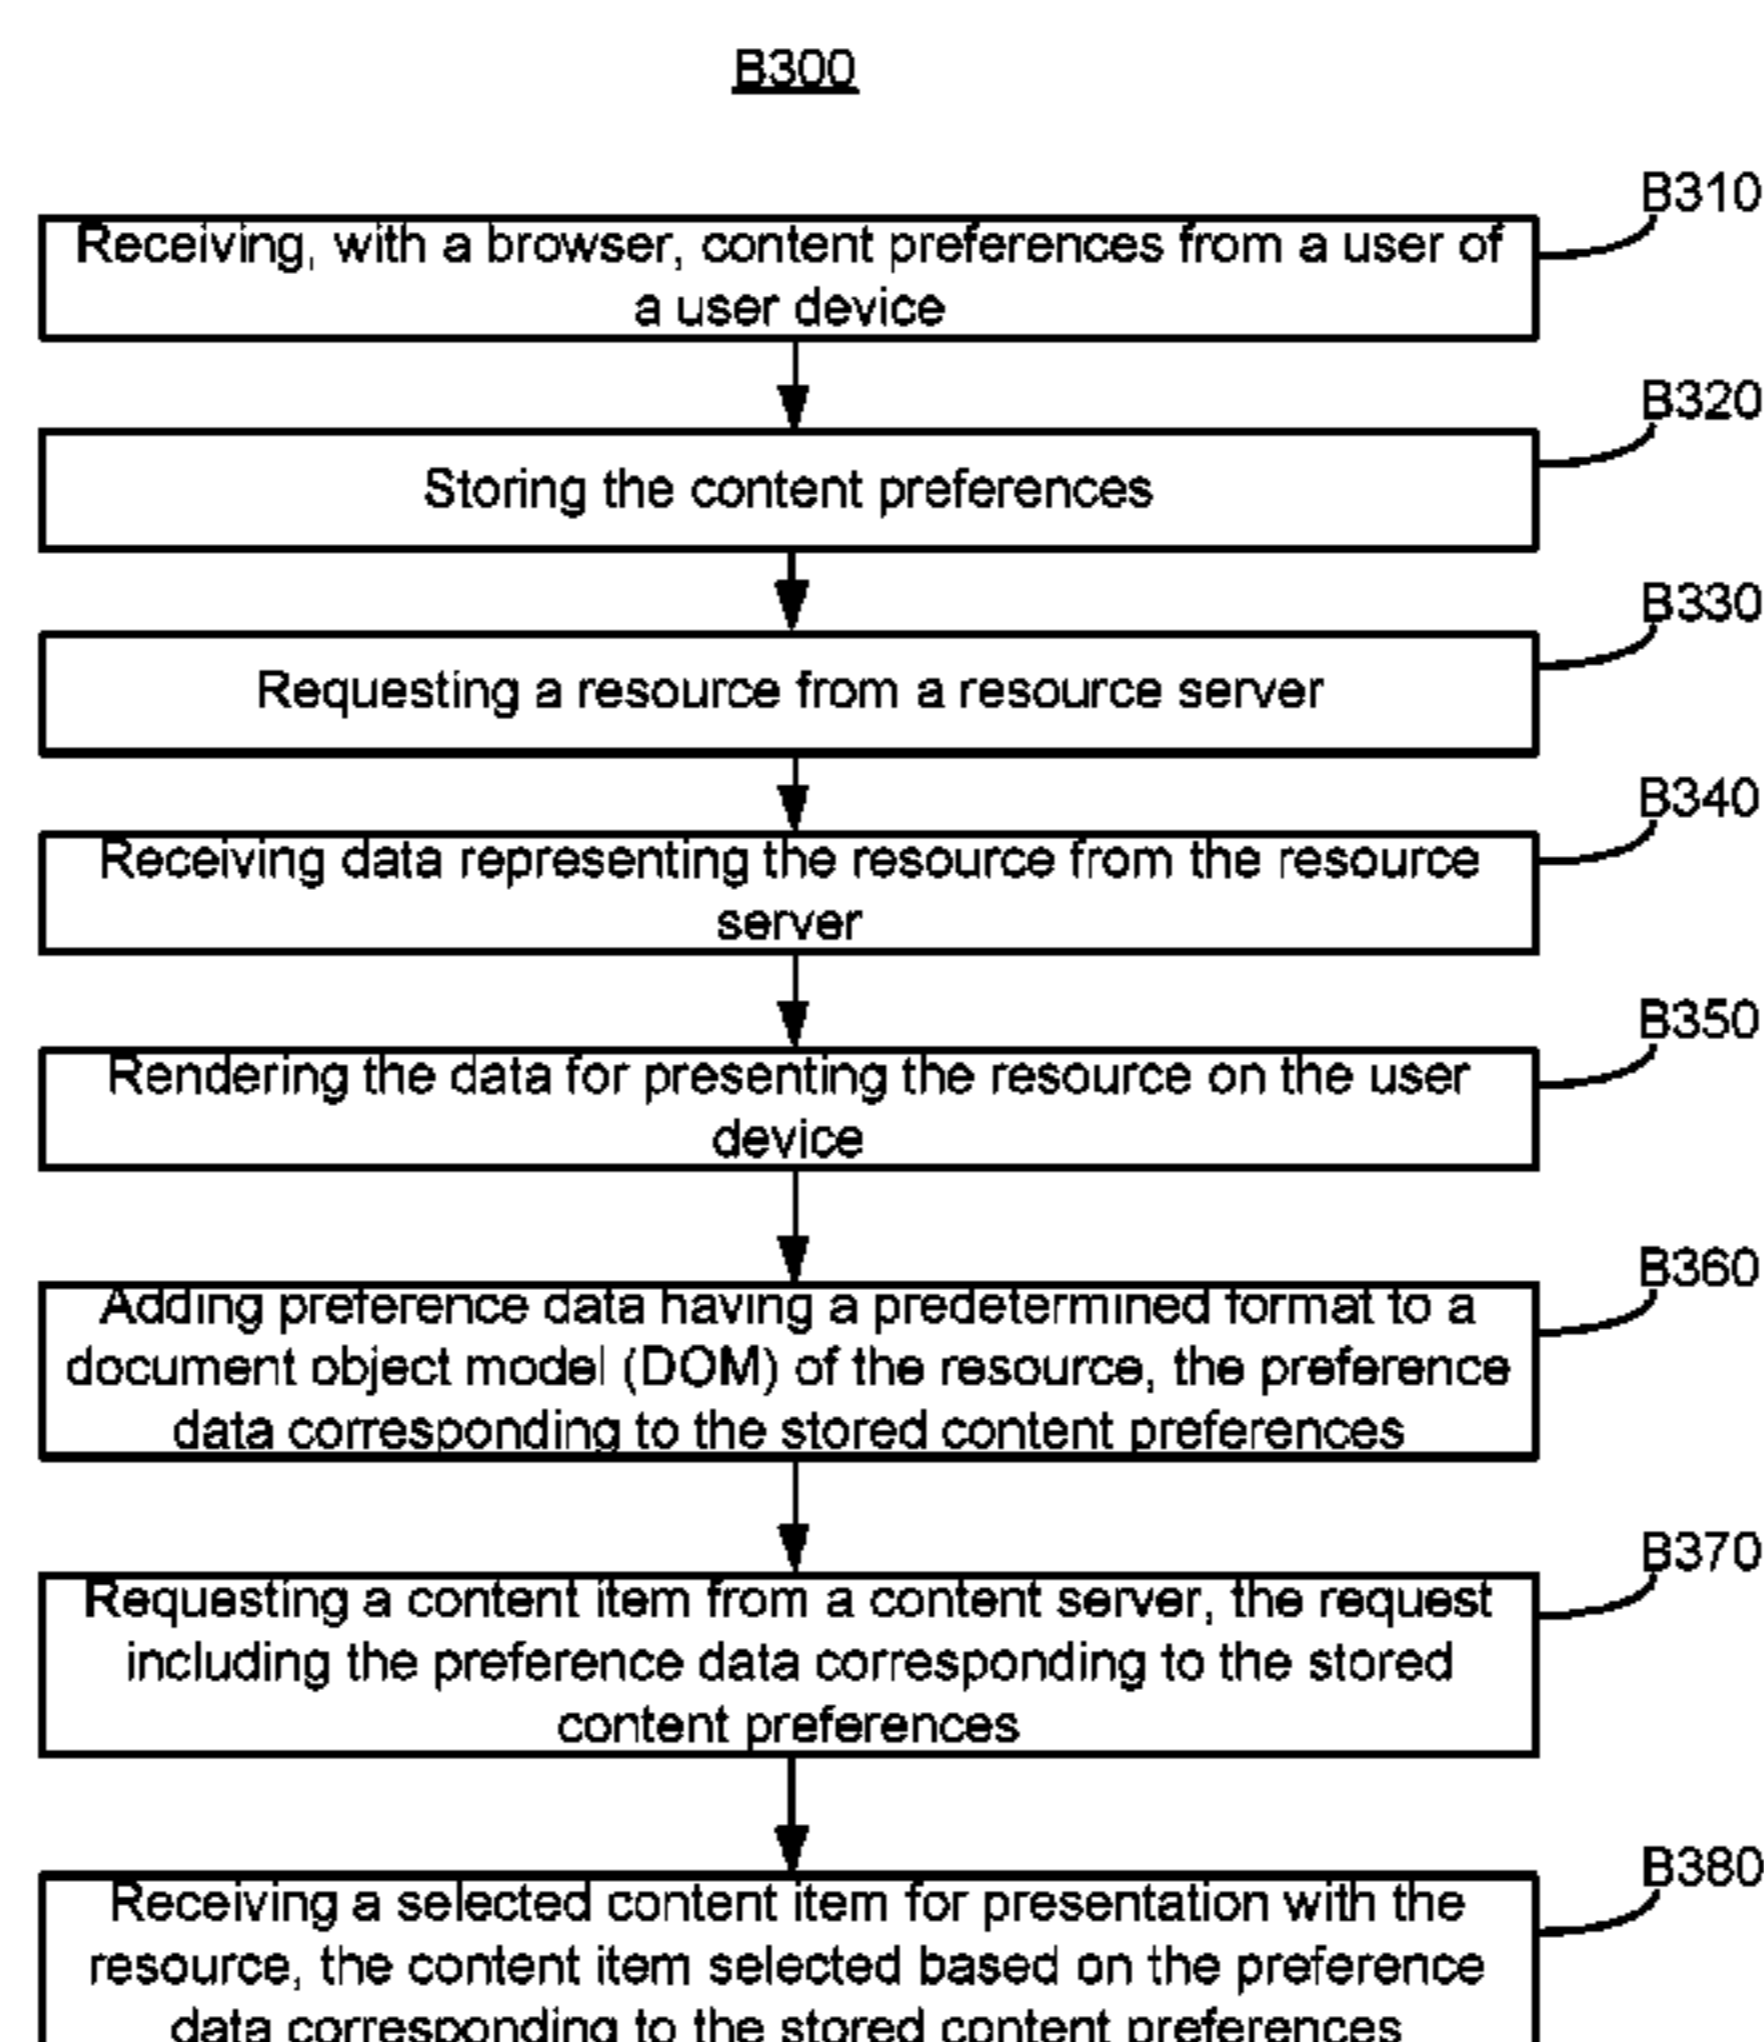 B300
B310
Receiving, with a browser, content preferences from a user of
a user device
B320
Storing the content preferences
B330
Requesting a resource from a resource server
B340
Receiving data representing the resource from the resource
server
B350
Rendering the data for presenting the resource on the user
device
B360
Adding preference data having a predetermined format to a
document object model (DOM) of the resource, the preference
data corresponding to the stored content preferences
B370
Requesting a content item from a content server, the request
including the preference data corresponding to the stored
content preferences
B380
Receiving a selected content item for presentation with the
resource, the content item selected based on the preference
data corresponding to the stored content preferences